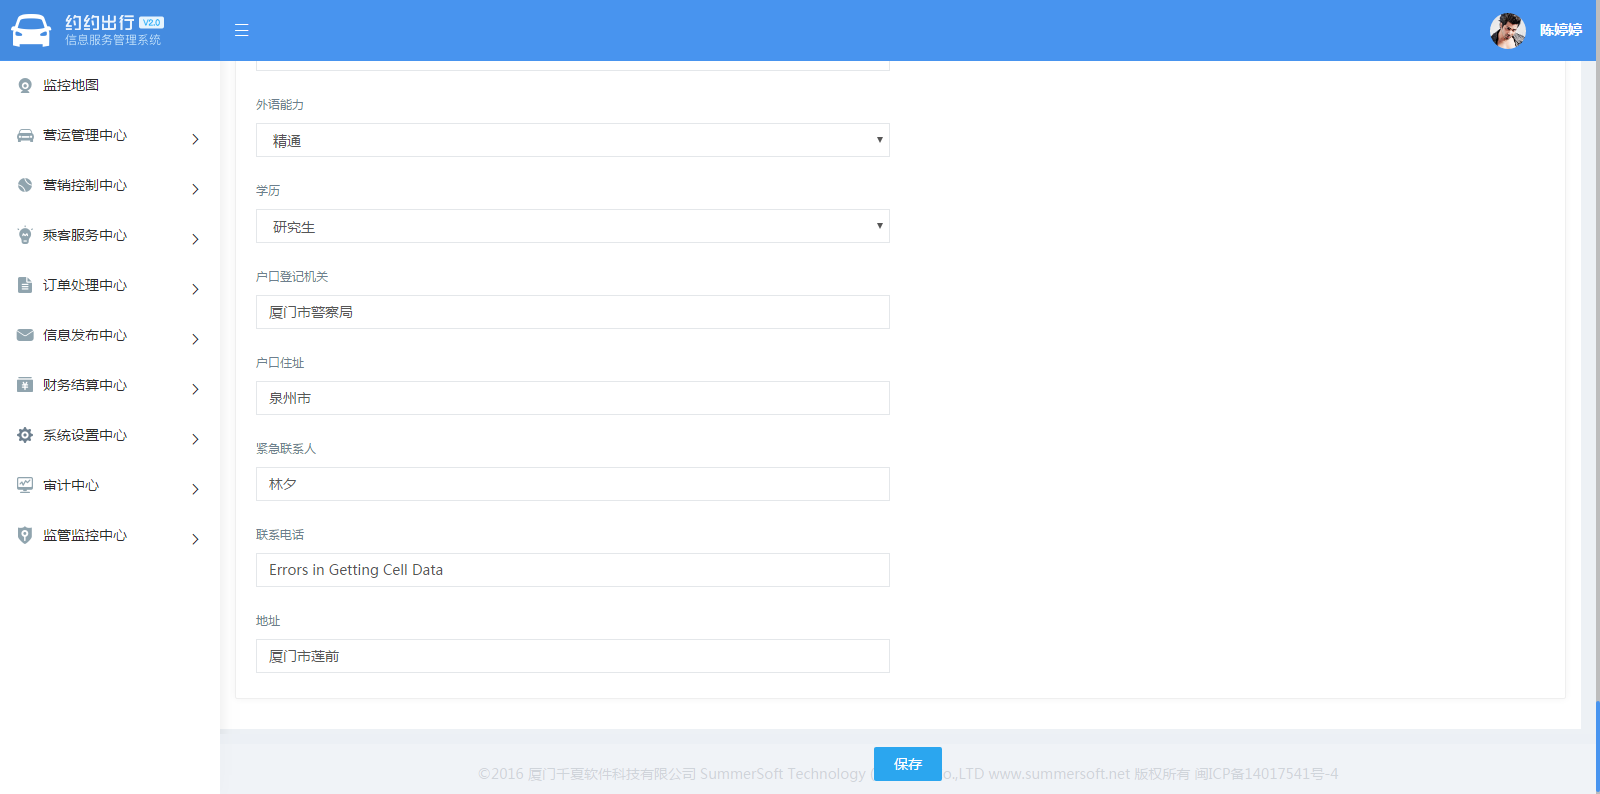 约约出行 V2.0
信息服务管理系统
陈婷婷
监控地图
营运管理中心
营销控制中心
乘客服务中心
订单处理中心
信息发布中心
财务结算中心
系统设置中心
审计中心
监管监控中心
外语能力
精通
学历
研究生
户口登记机关
厦门市警察局
户口住址
泉州市
紧急联系人
林夕
联系电话
Errors in Getting Cell Data
地址
厦门市莲前
保存
©2016 厦门千夏软件科技有限公司 SummerSoft Technology ( o.,LTD www.summersoft.net 版权所有 闽ICP备14017541号-4